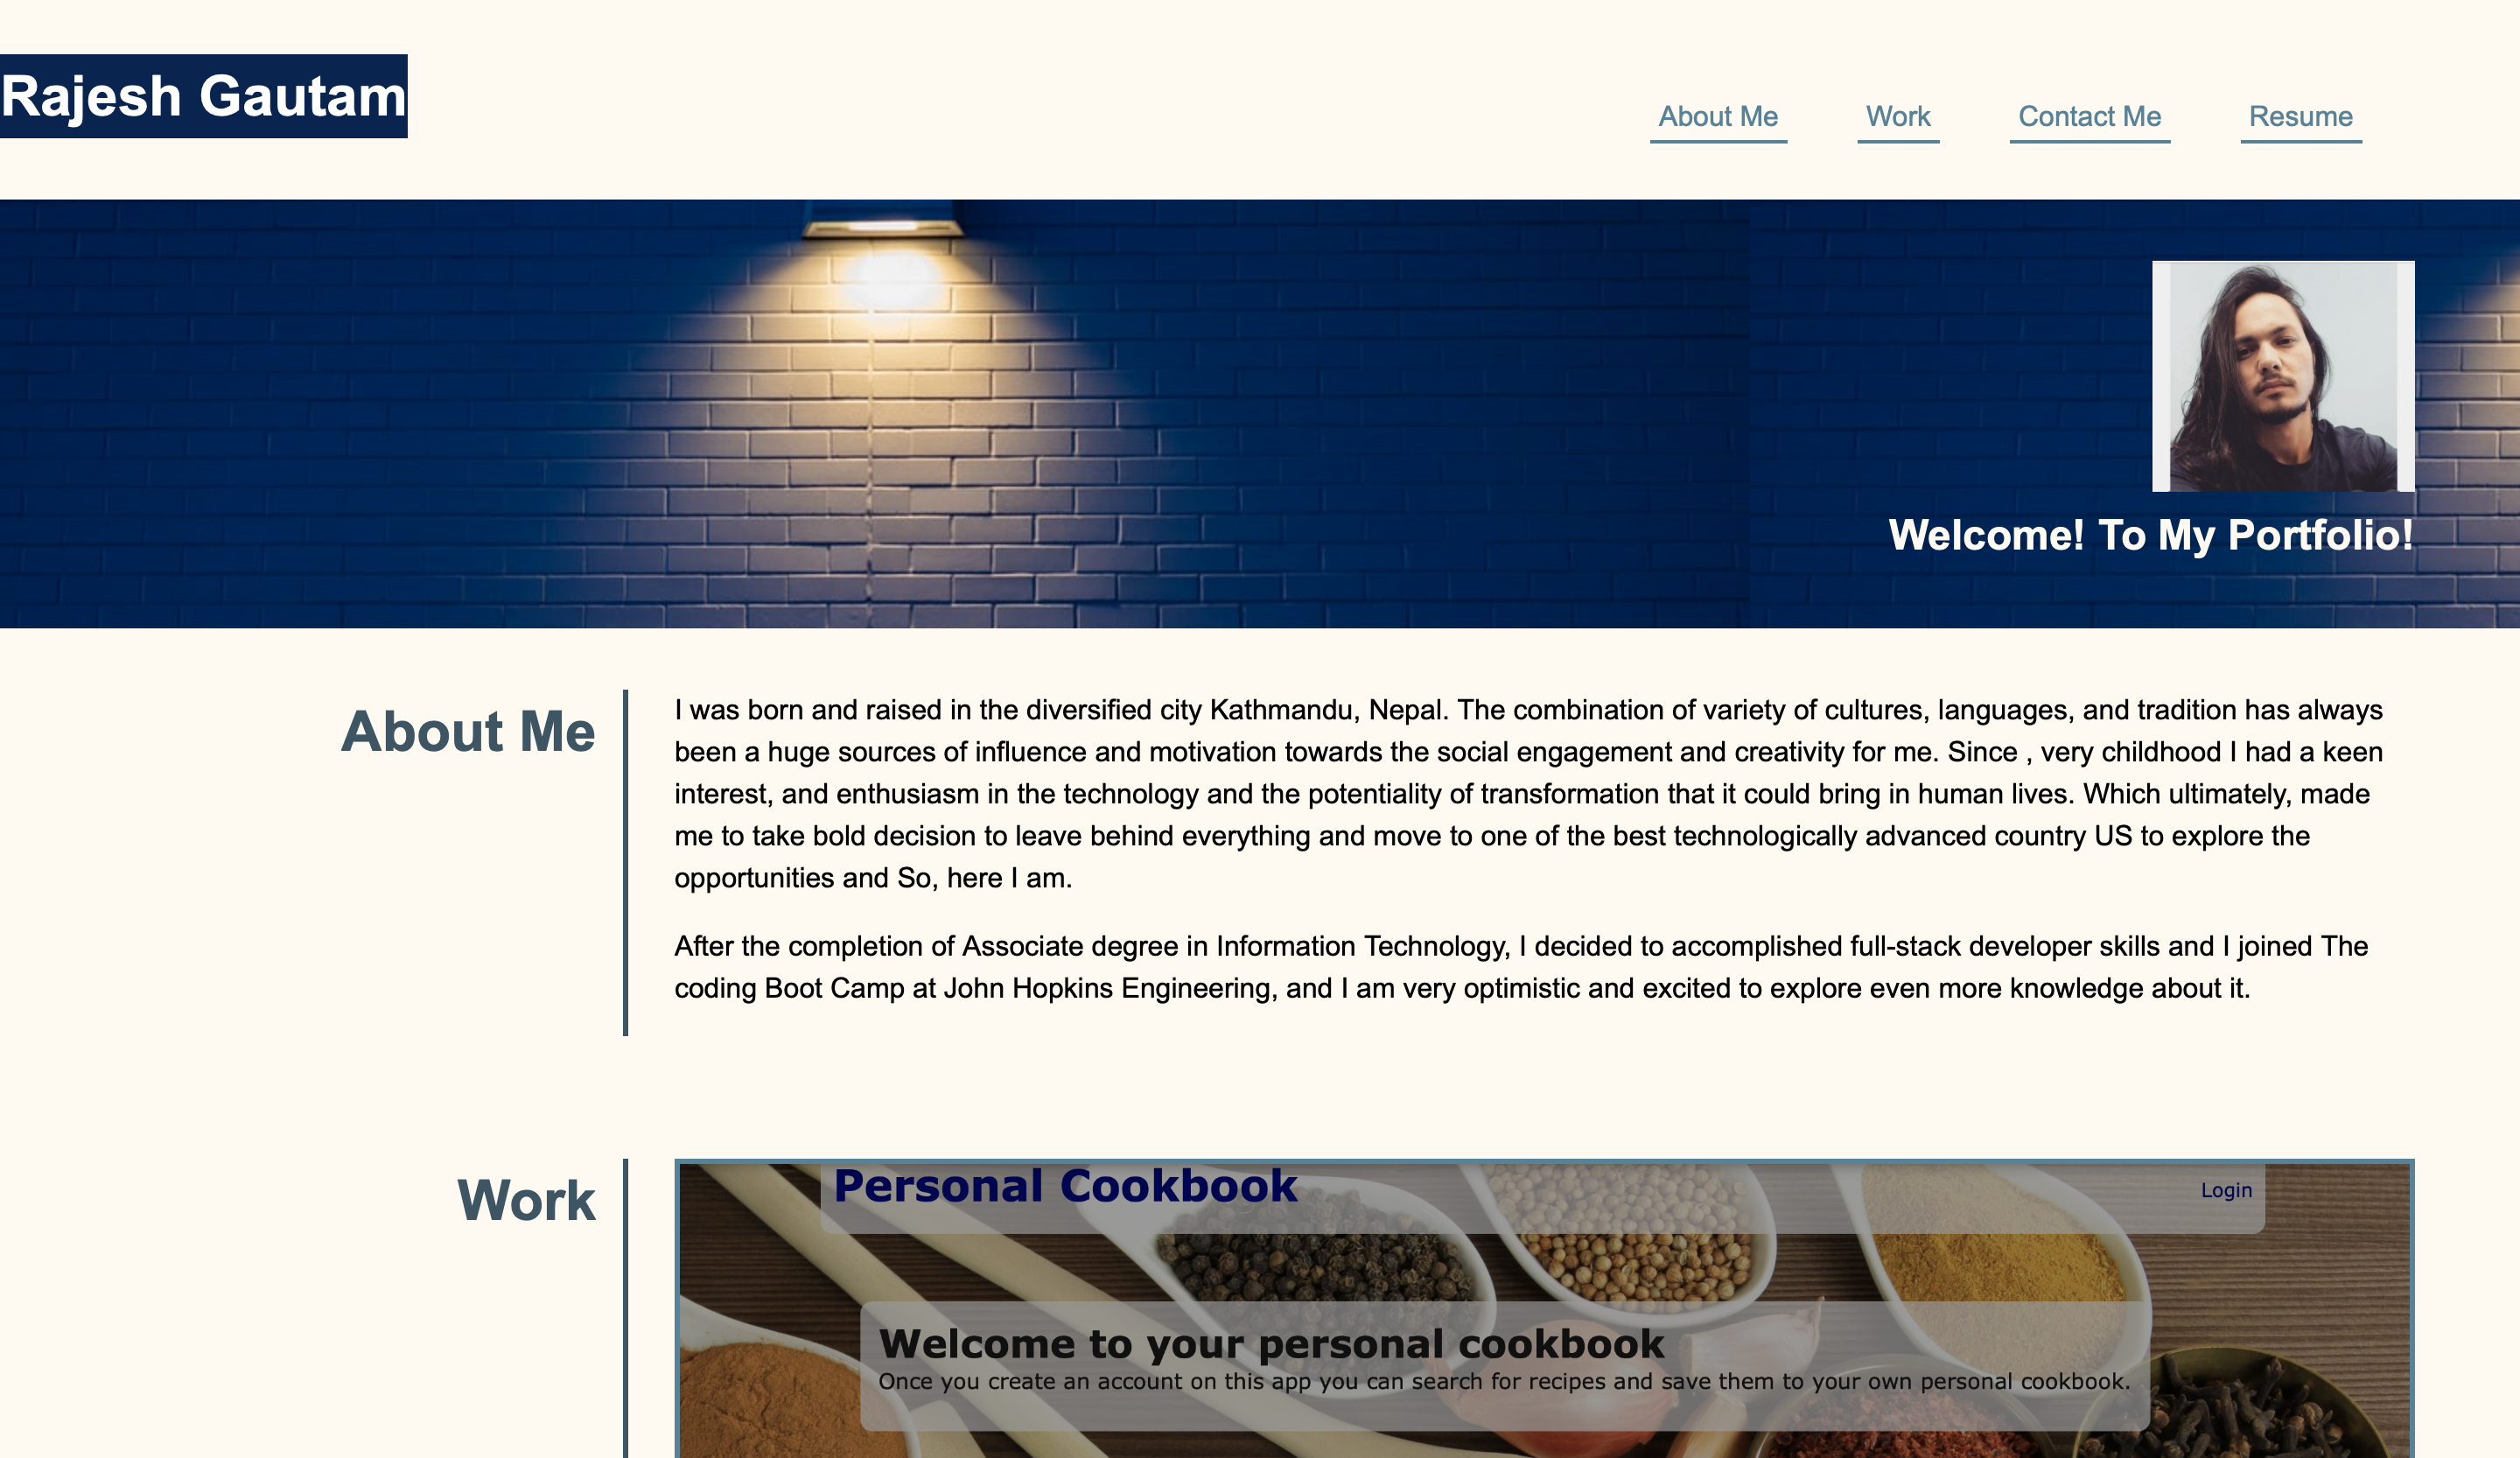 Rajesh Gautam
About Me
Work
Contact Me
Resume
Welcome! To My Portfolio!
About Me
I was born and raised in the diversified city Kathmandu, Nepal. The combination of variety of cultures, languages, and tradition has always
been a huge sources of influence and motivation towards the social engagement and creativity for me. Since , very childhood I had a keen
interest, and enthusiasm in the technology and the potentiality of transformation that it could bring in human lives. Which ultimately, made
me to take bold decision to leave behind everything and move to one of the best technologically advanced country US to explore the
opportunities and So, here I am.
After the completion of Associate degree in Information Technology, I decided to accomplished full-stack developer skills and I joined The
coding Boot Camp at John Hopkins Engineering, and I am very optimistic and excited to explore even more knowledge about it.
Work
Personal Cookbook
Login
Welcome to your personal cookbook
Once you create an account on this app you can search for recipes and save them to your own personal cookbook.